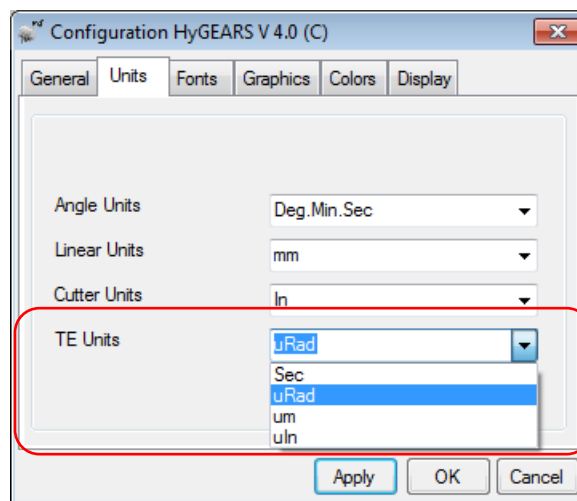 Configuration HyGEARS V 4.0 (C)
General Units Fonts Graphics Colors Display
Angle Units Deg.Min.Sec
Linear Units mm
Cutter Units In
TE Units uRad
Sec
uRad
um
uIn
Apply OK Cancel